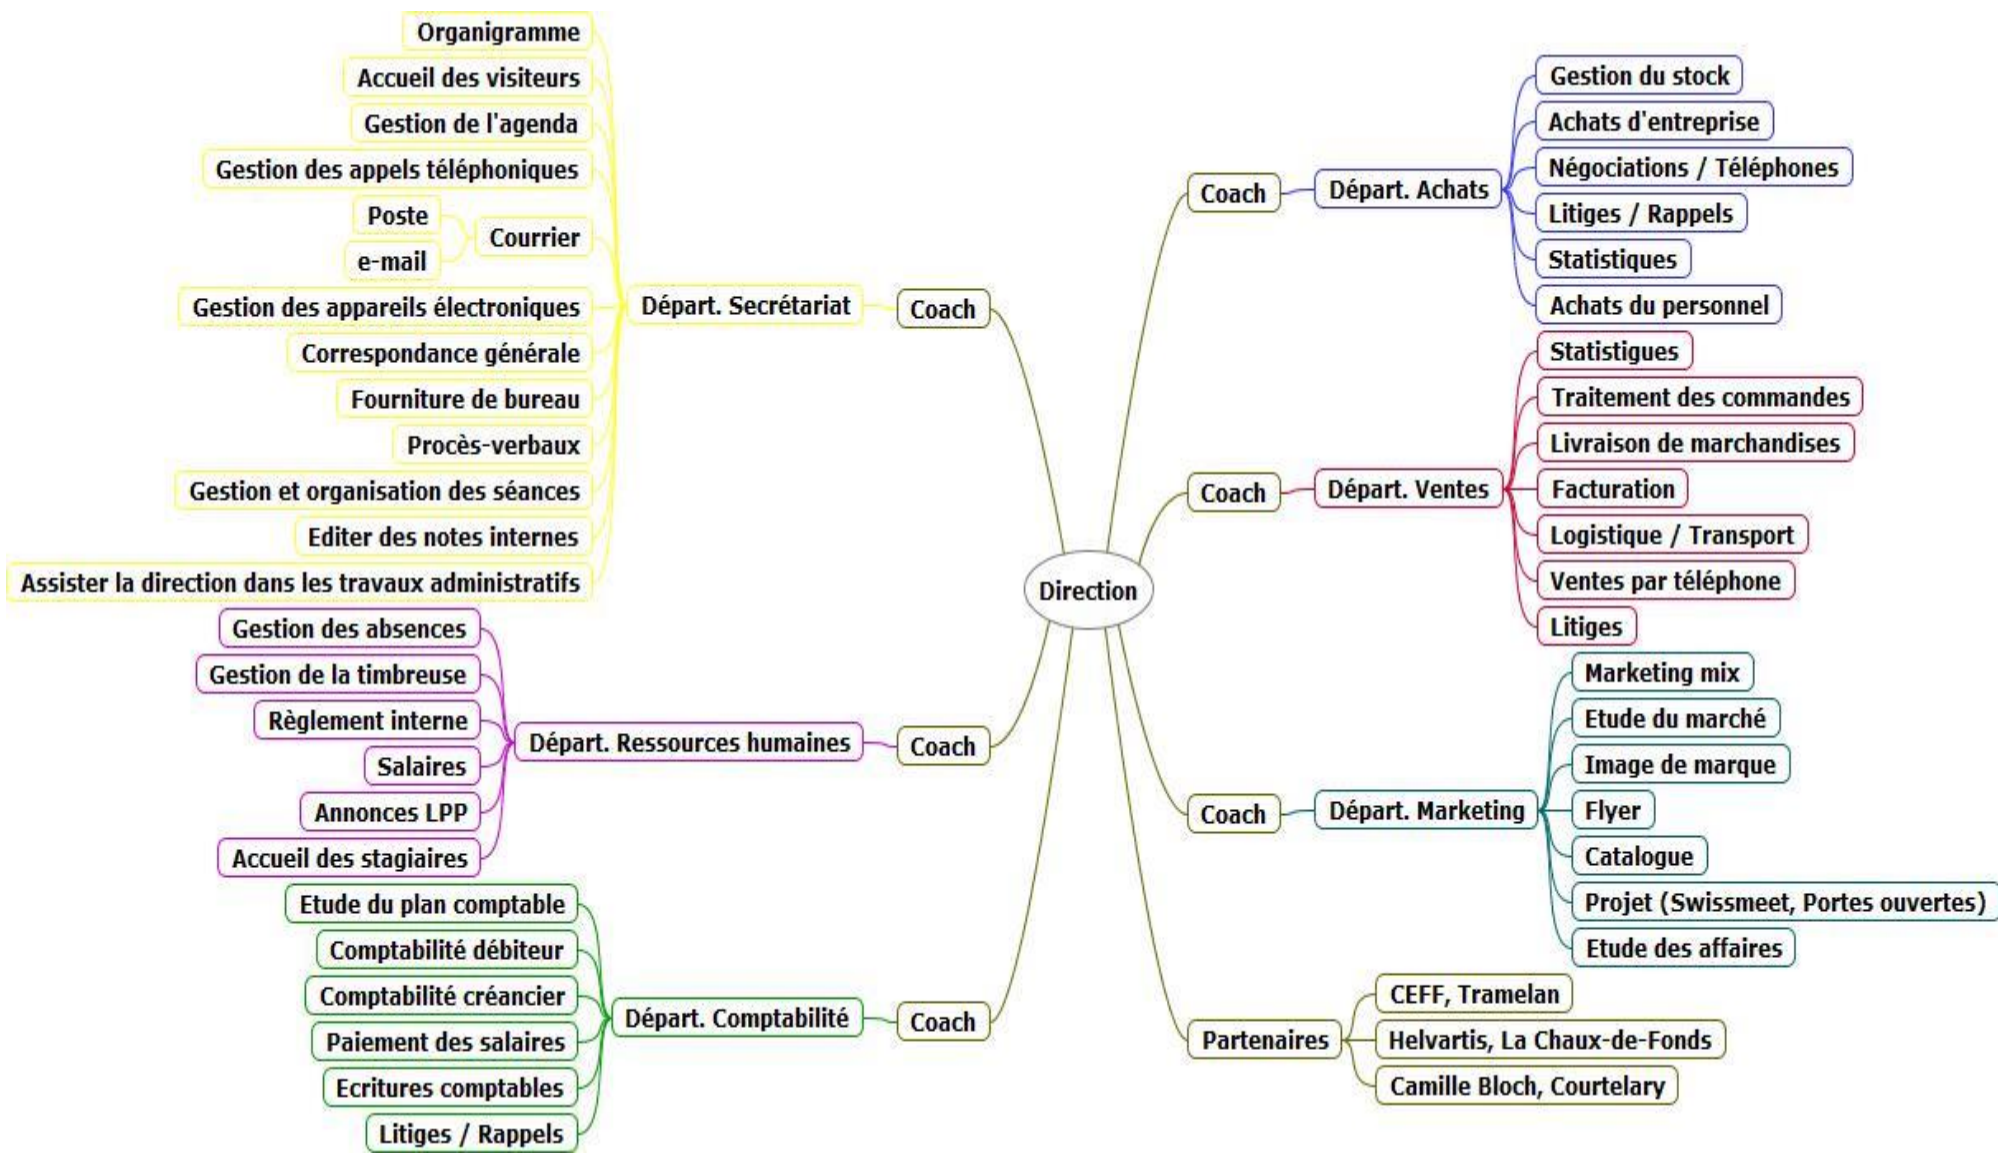 Organigramme
Accueil des visiteurs
Gestion de l'agenda
Gestion des appels téléphoniques
Poste
Courrier
e-mail
Gestion des appareils électroniques
Départ. Secrétariat
Coach
Correspondance générale
Fourniture de bureau
Procès-verbaux
Gestion et organisation des séances
Editer des notes internes
Assister la direction dans les travaux administratifs
Gestion des absences
Gestion de la timbreuse
Règlement interne
Départ. Ressources humaines
Coach
Salaires
Annonces LPP
Accueil des stagiaires
Etude du plan comptable
Comptabilité débiteur
Comptabilité créancier
Départ. Comptabilité
Coach
Paiement des salaires
Ecritures comptables
Litiges / Rappels
Direction
Coach
Départ. Achats
Gestion du stock
Achats d'entreprise
Négociations / Téléphones
Litiges / Rappels
Statistiques
Achats du personnel
Coach
Départ. Ventes
Statistigues
Traitement des commandes
Livraison de marchandises
Facturation
Logistique / Transport
Ventes par téléphone
Litiges
Coach
Départ. Marketing
Marketing mix
Etude du marché
Image de marque
Flyer
Catalogue
Projet (Swissmeet, Portes ouvertes)
Etude des affaires
Partenaires
CEFF, Tramelan
Helvartis, La Chaux-de-Fonds
Camille Bloch, Courtelary